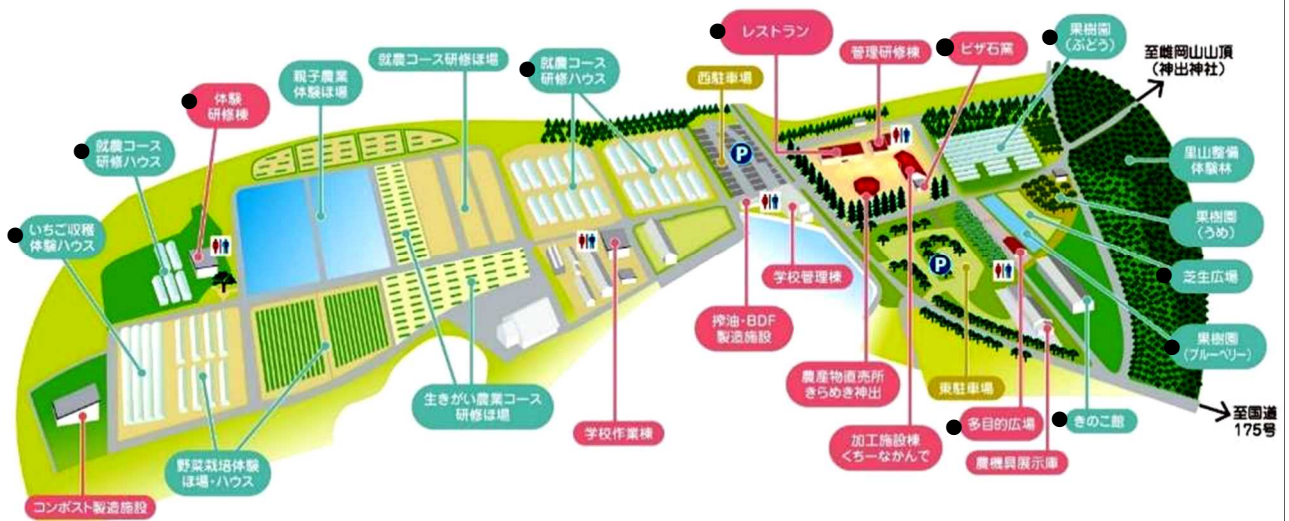 レストラン
管理研修棟
ピザ石窯
果樹園
(ぶどう)
至雌岡山山頂
(神出神社)
就農コース研修ほ場
就農コース
研修ハウス
西駐車場
親子農業
体験ほ場
体験
研修棟
就農コース
研修ハウス
いちご収穫
体験ハウス
P
里山整備
体験林
果樹園
(うめ)
芝生広場
果樹園
(ブルーベリー)
P
学校管理棟
搾油・BDF
製造施設
農産物直売所
きらめき神出
東駐車場
生きがい農業コース
研修ほ場
学校作業棟
加工施設棟
くちーなかんで
多目的広場
きのこ館
至国道
175号
農機具展示庫
野菜栽培体験
ほ場・ハウス
コンポスト製造施設